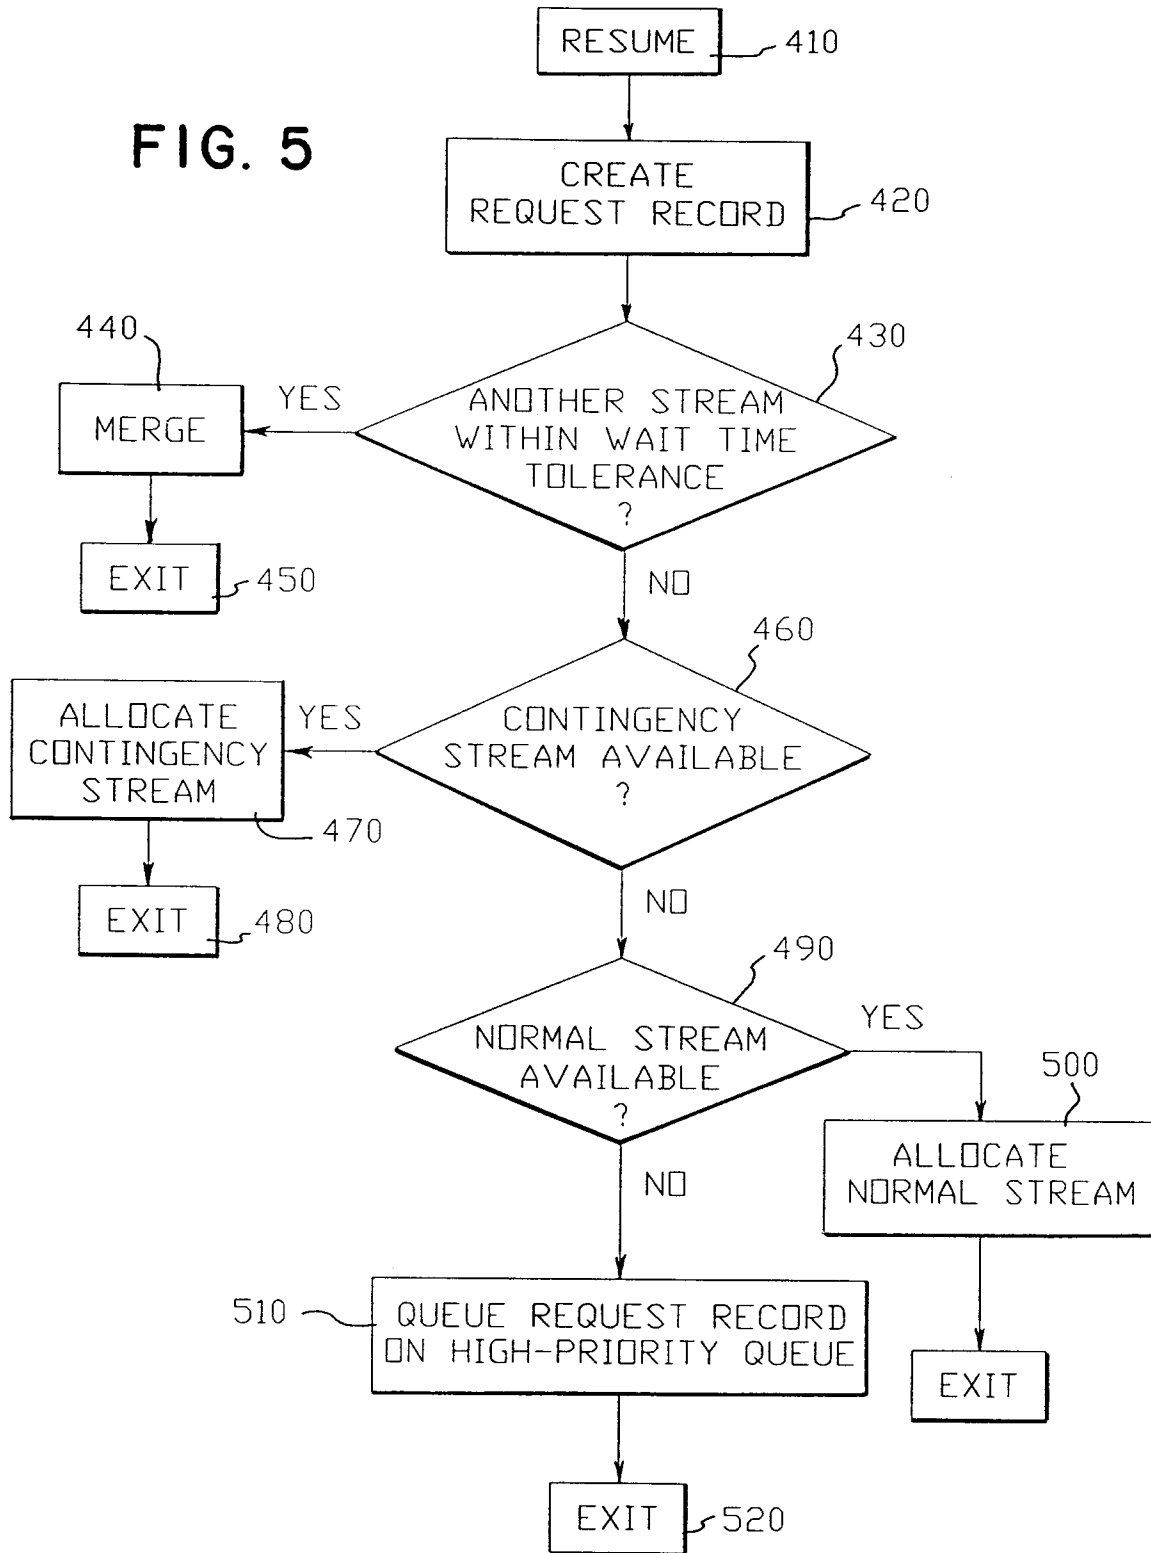 RESUME
410
FIG. 5
CREATE
REQUEST RECORD
420
440
430
YES
MERGE
ANOTHER STREAM
WITHIN WAIT TIME
TOLERANCE
?
EXIT
450
NO
460
ALLOCATE
CONTINGENCY
STREAM
YES
CONTINGENCY
STREAM AVAILABLE
?
470
EXIT
480
NO
490
YES
NORMAL STREAM
AVAILABLE
?
500
ALLOCATE
NORMAL STREAM
NO
510
QUEUE REQUEST RECORD
ON HIGH-PRIORITY QUEUE
EXIT
EXIT
520